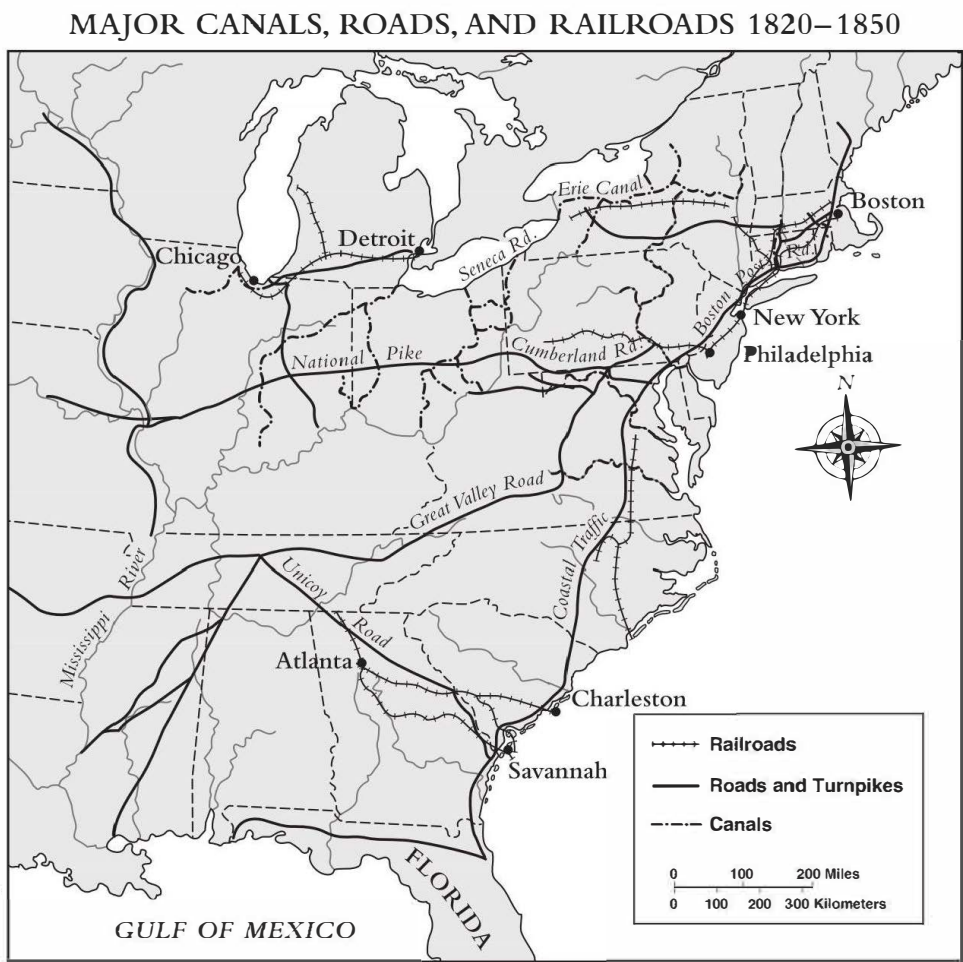 MAJOR CANALS, ROADS, AND RAILROADS 1820–1850
Erie Canal
Boston
Detroit
Seneca Rd.
Chicago
Boston Post Rd.
New York
National Pike
Cumberland Rd.
Philadelphia
N
Great Valley Road
Coastal Traffic
Mississippi River
Unicoy Road
Atlanta
Charleston
Savannah
Railroads
Roads and Turnpikes
Canals
0 100 200 Miles
0 100 200 300 Kilometers
FLORIDA
GULF OF MEXICO